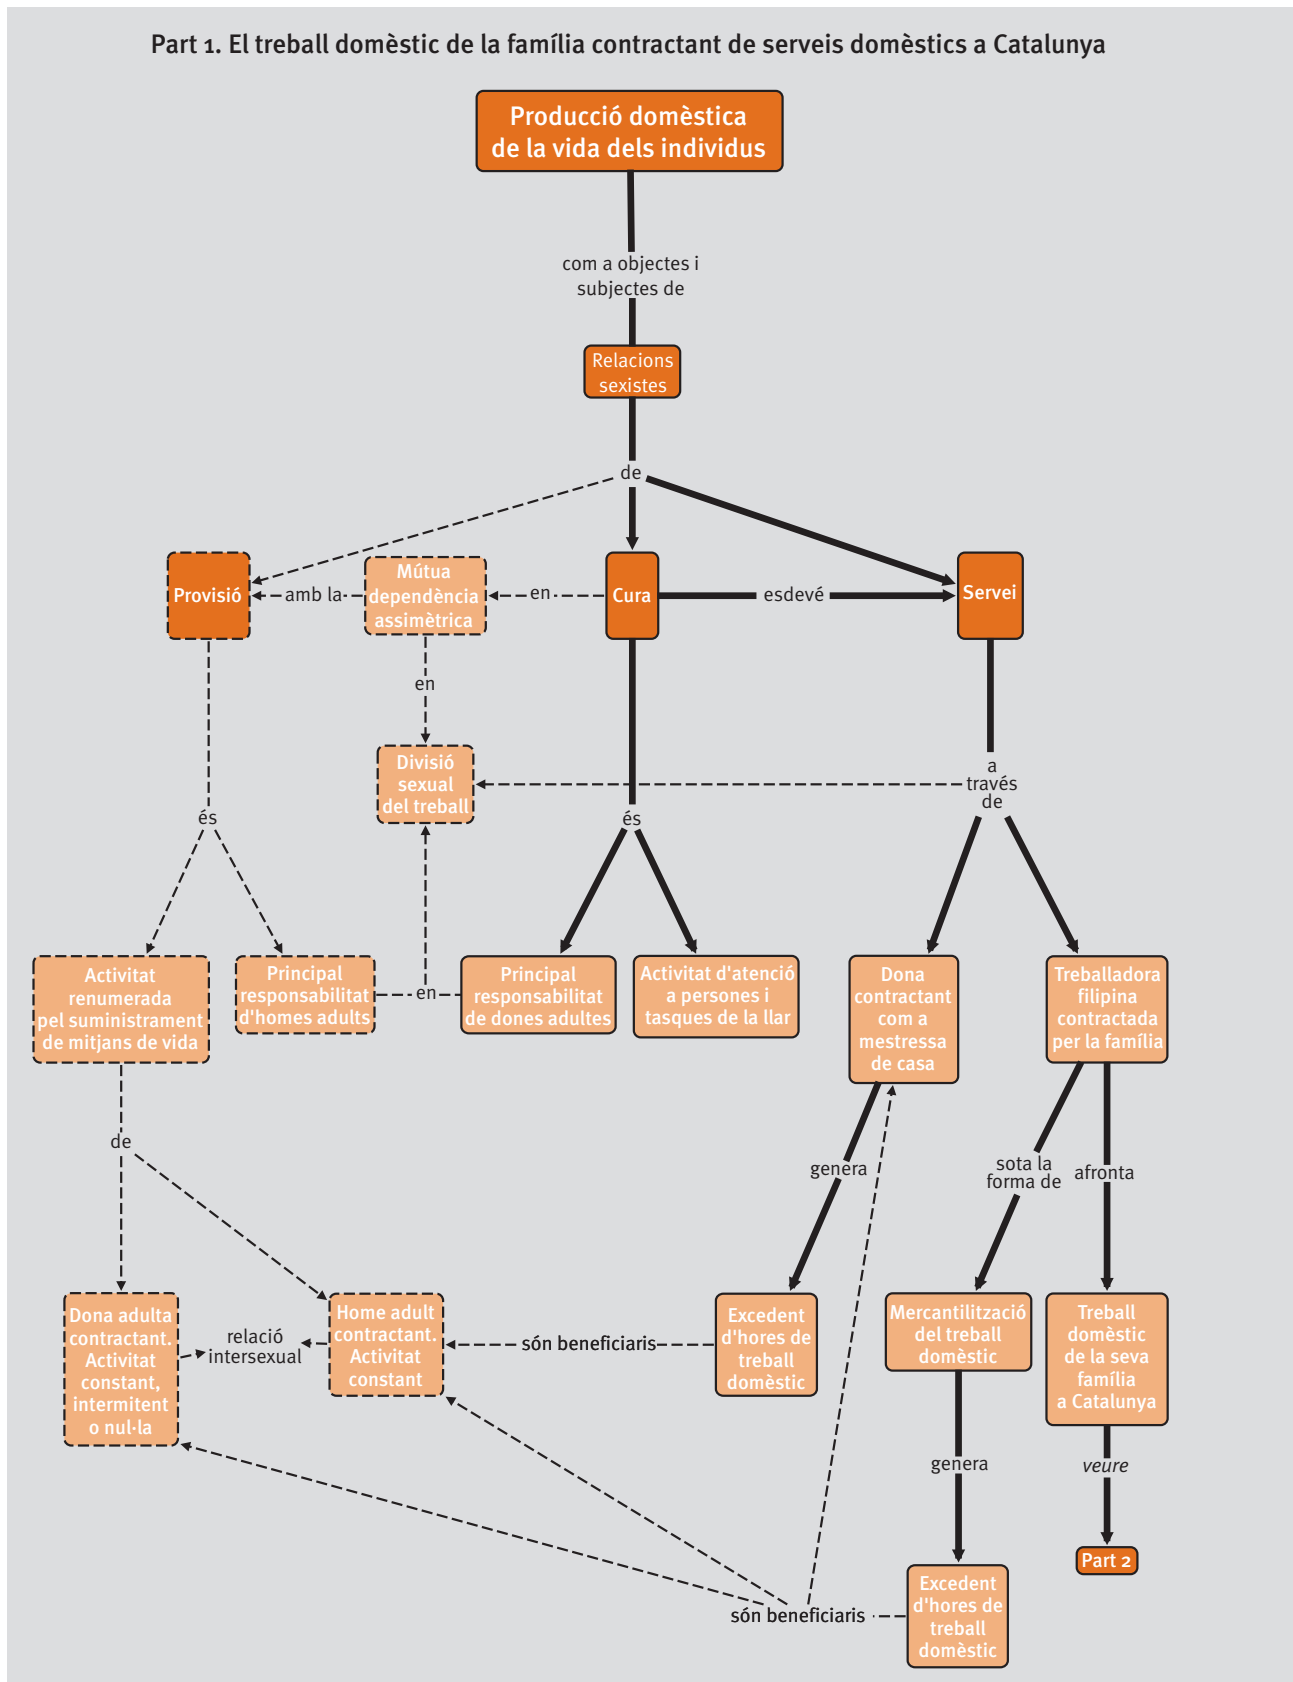 Part 1. El treball domèstic de la família contractant de serveis domèstics a Catalunya
Producció domèstica
de la vida dels individus
com a objectes i
subjectes de
Relacions
sexistes
de
Provisió
amb la
Mútua
dependència
assimètrica
en
Cura
esdevé
Servei
en
Divisió
sexual
del treball
a
través
de
és
és
Activitat
renumerada
pel suministrament
de mitjans de vida
Principal
responsabilitat
d'homes adults
en
Principal
responsabilitat
de dones adultes
Activitat d'atenció
a persones i
tasques de la llar
Dona
contractant
com a
mestressa
de casa
Treballadora
filipina
contractada
per la família
de
genera
sota la
forma de
afronta
Dona adulta
contractant.
Activitat
constant,
intermitent
o nul·la
relació
intersexual
Home adult
contractant.
Activitat
constant
són beneficiaris
Excedent
d'hores de
treball
domèstic
Mercantilització
del treball
domèstic
Treball
domèstic
de la seva
família
a Catalunya
genera
veure
Part 2
són beneficiaris
Excedent
d'hores de
treball
domèstic